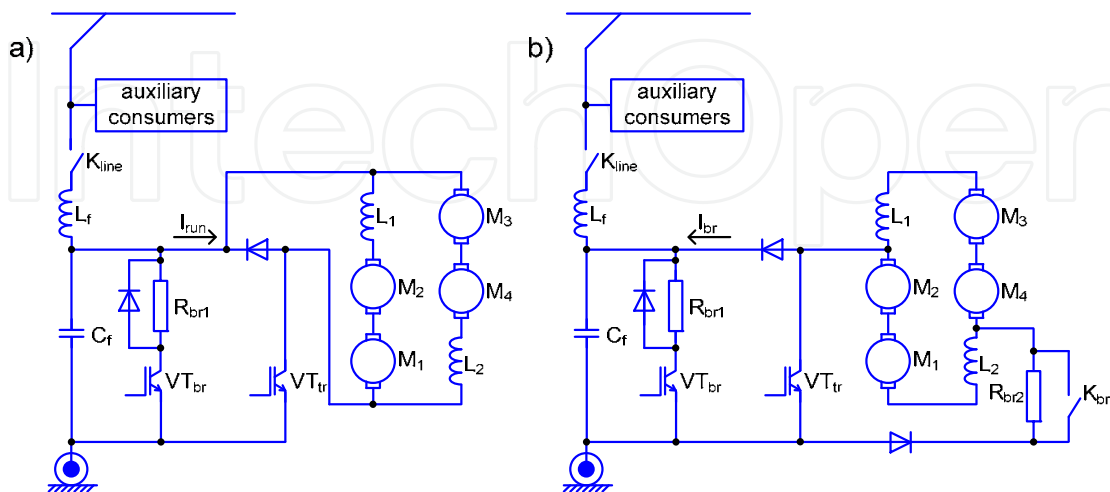 IntechOpen
a)
auxiliary
consumers
K_line
L_f
I_run
L_1
M_3
M_2
M_4
R_br1
C_f
M_1
L_2
VT_br
VT_tr
b)
auxiliary
consumers
K_line
L_f
I_br
L_1
M_3
M_2
M_4
R_br1
C_f
M_1
L_2
VT_br
VT_tr
R_br2
K_br